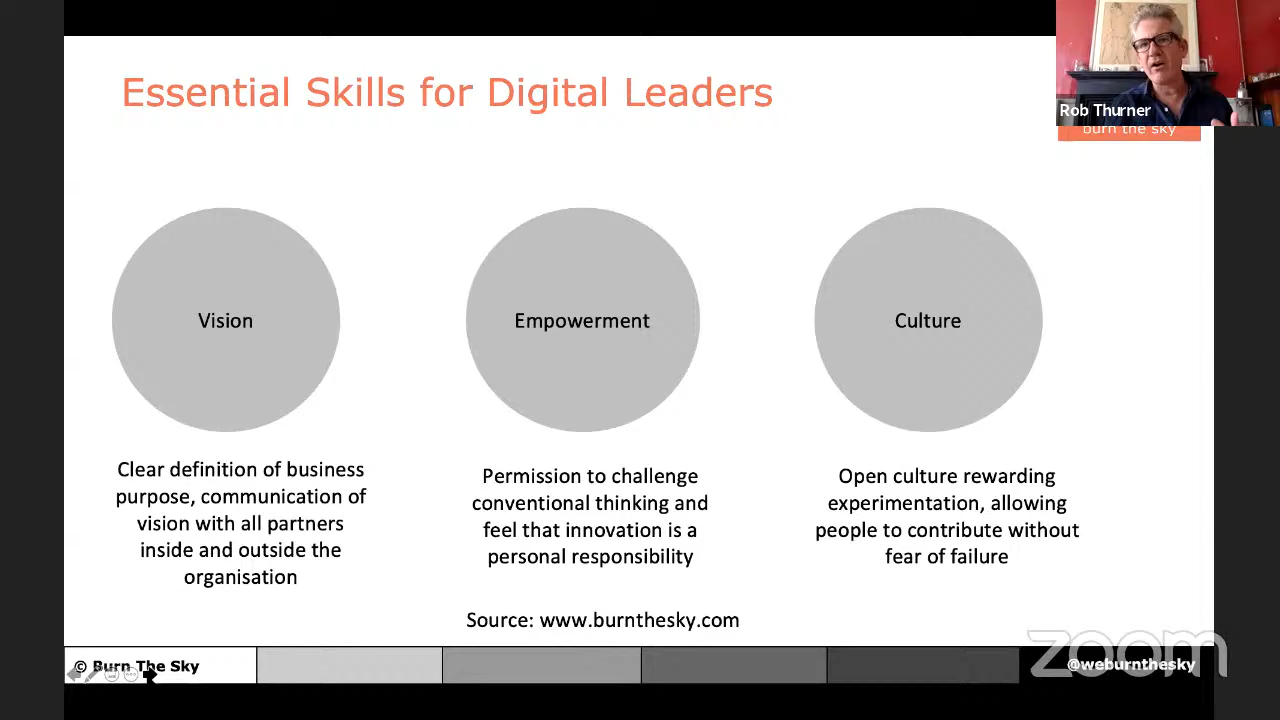 Essential Skills for Digital Leaders
Rob Thurner
burn the sky
Vision
Empowerment
Culture
Clear definition of business
purpose, communication of
vision with all partners
inside and outside the
organisation
Permission to challenge
conventional thinking and
feel that innovation is a
personal responsibility
Open culture rewarding
experimentation, allowing
people to contribute without
fear of failure
Source: www.burnthesky.com
© Burn The Sky
zoom
@weburnthesky